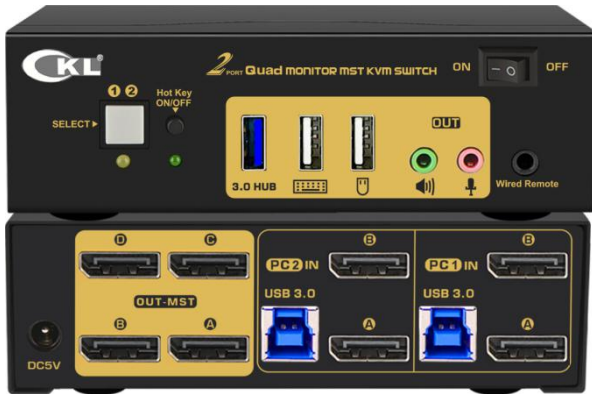 CKL®
2 PORT Quad MONITOR MST KVM SWITCH
ON
OFF
1 2
Hot Key
ON/OFF
SELECT
OUT
3.0 HUB
Wired Remote
D
C
B
B
PC2 IN
PC1 IN
OUT-MST
USB 3.0
USB 3.0
B
A
A
A
DC5V